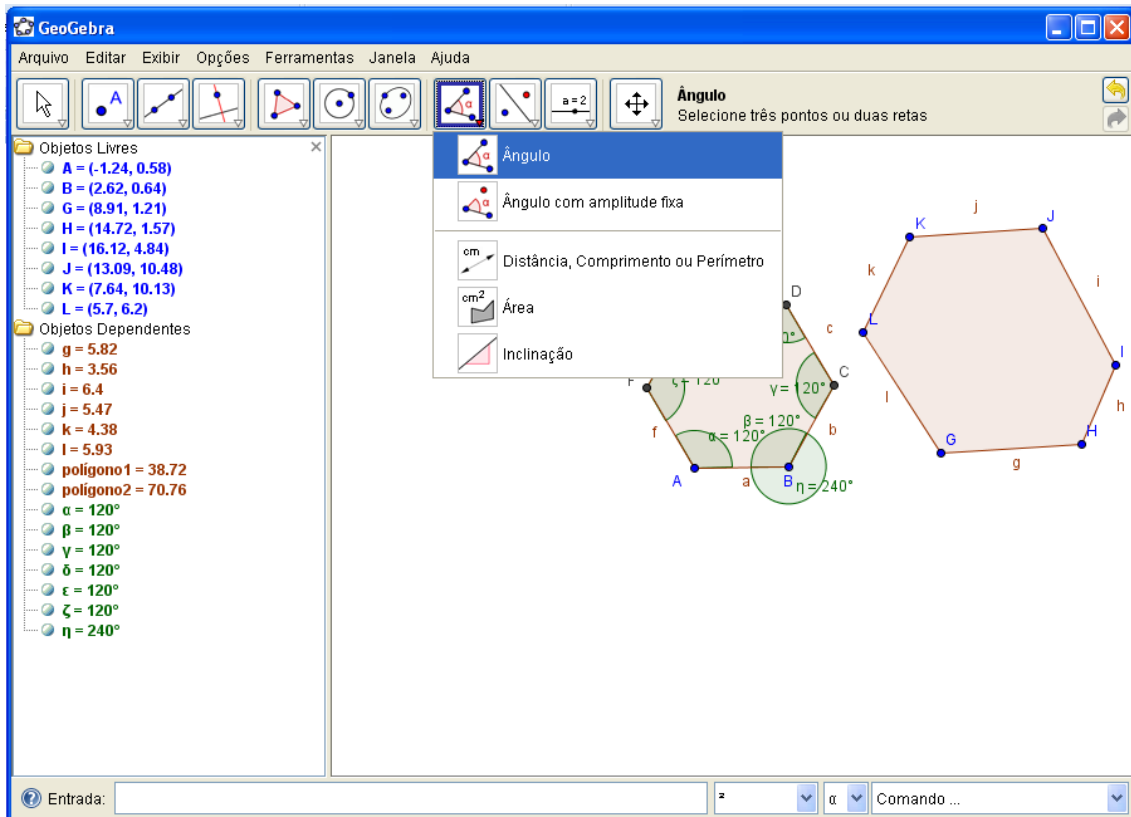 GeoGebra
Arquivo Editar Exibir Opções Ferramentas Janela Ajuda
A
α
a = 2
Ângulo
Selecione três pontos ou duas retas
Objetos Livres
A = (-1.24, 0.58)
B = (2.62, 0.64)
G = (8.91, 1.21)
H = (14.72, 1.57)
I = (16.12, 4.84)
J = (13.09, 10.48)
K = (7.64, 10.13)
L = (5.7, 6.2)
Objetos Dependentes
g = 5.82
h = 3.56
i = 6.4
j = 5.47
k = 4.38
l = 5.93
polígono1 = 38.72
polígono2 = 70.76
α = 120°
β = 120°
γ = 120°
δ = 120°
ε = 120°
ζ = 120°
η = 240°
α Ângulo
α Ângulo com amplitude fixa
cm Distância, Comprimento ou Perímetro
cm² Área
Inclinação
j
K
J
k
i
D
L
c
I
C
ζ = 120°
γ = 120°
h
l
β = 120°
b
f
α = 120°
H
G
g
A
a
B
η = 240°
Entrada:
²
α
Comando ...